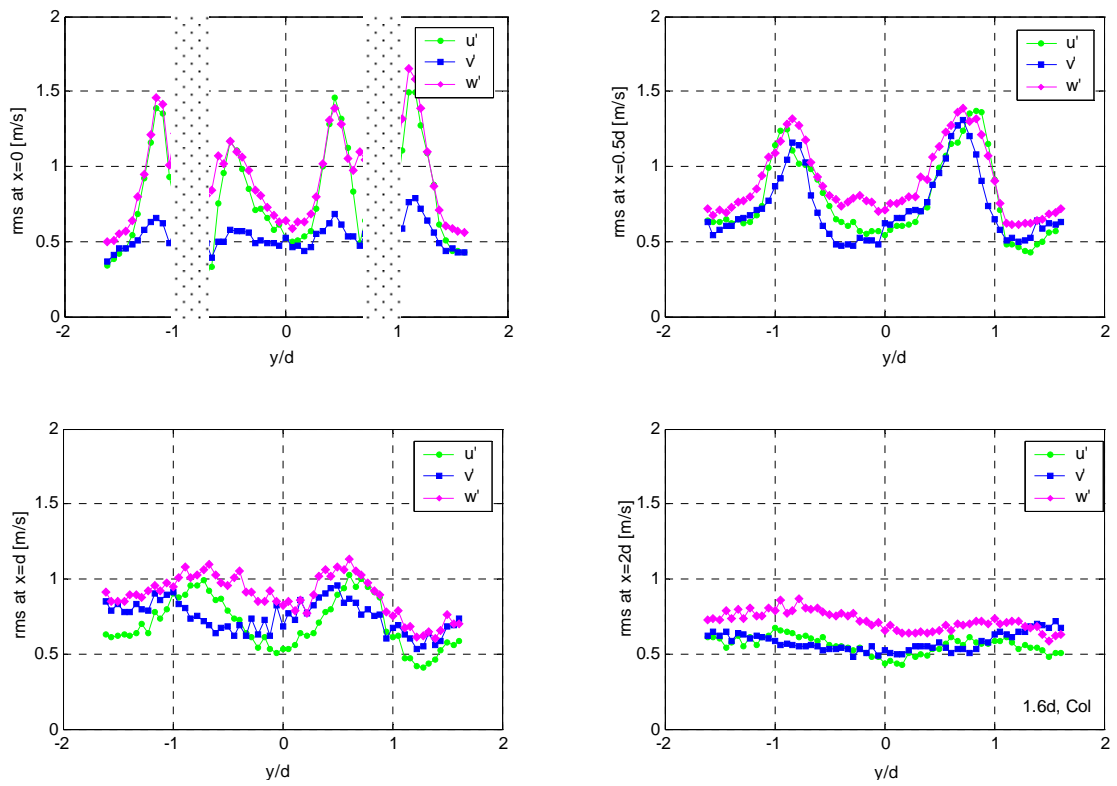 2
1.5
1
0.5
0
-2
-1
0
1
2
rms at x=0 [m/s]
y/d
u'
v'
w'
2
1.5
1
0.5
0
-2
-1
0
1
2
rms at x=0.5d [m/s]
y/d
u'
v'
w'
2
1.5
1
0.5
0
-2
-1
0
1
2
rms at x=d [m/s]
y/d
u'
v'
w'
2
1.5
1
0.5
0
-2
-1
0
1
2
rms at x=2d [m/s]
y/d
u'
v'
w'
1.6d, Col